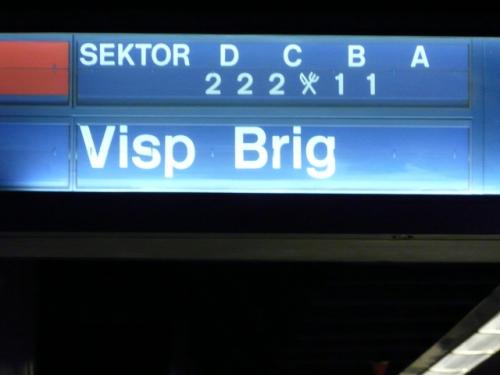 SEKTOR D C B A
2 2 2 1 1
Visp Brig